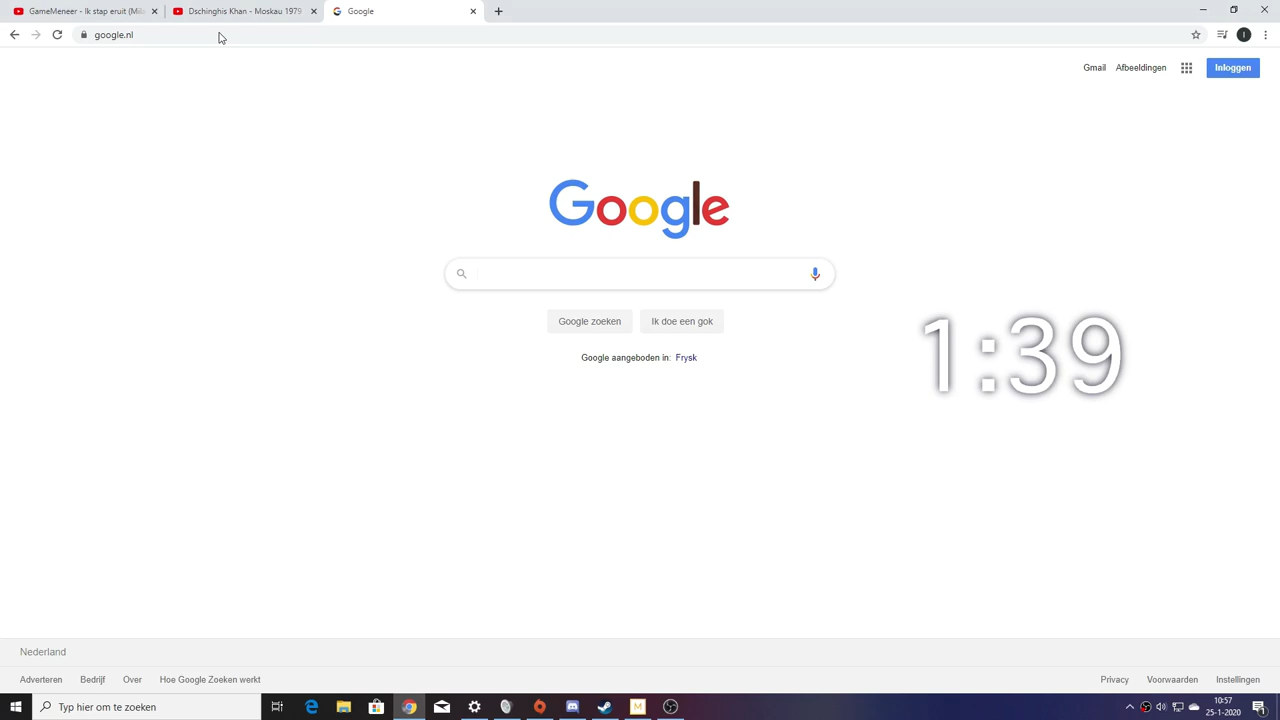 GameMeneer - Ik stap eruit (Mil
Dschinghis Khan - Moskau 1979
Google
google.nl
Gmail Afbeeldingen Inloggen
Google
Google zoeken Ik doe een gok
Google aangeboden in: Frysk
1:39
Nederland
Adverteren Bedrijf Over Hoe Google Zoeken werkt Privacy Voorwaarden Instellingen
Typ hier om te zoeken
10:57
25-1-2020